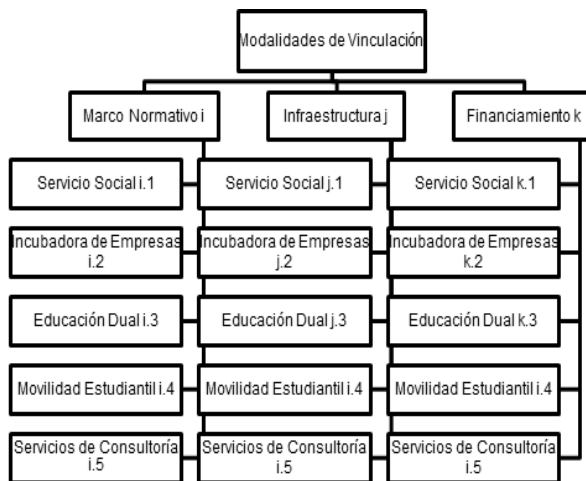 Modalidades de Vinculación
Marco Normativo i
Infraestructura j
Financiamiento k
Servicio Social i.1
Servicio Social j.1
Servicio Social k.1
Incubadora de Empresas
i.2
Incubadora de Empresas
j.2
Incubadora de Empresas
k.2
Educación Dual i.3
Educación Dual j.3
Educación Dual k.3
Movilidad Estudiantil i.4
Movilidad Estudiantil i.4
Movilidad Estudiantil i.4
Servicios de Consultoría
i.5
Servicios de Consultoría
i.5
Servicios de Consultoría
i.5